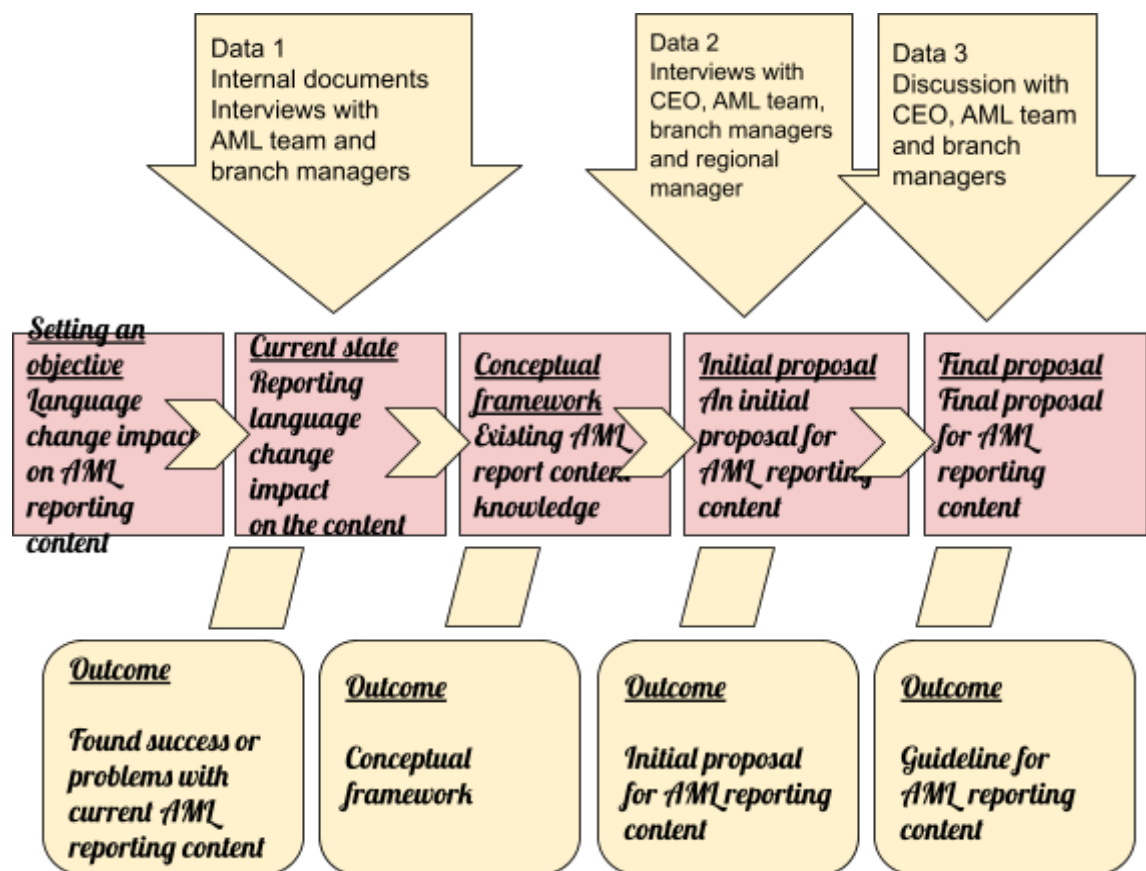 Data 1
Internal documents
Interviews with
AML team and
branch managers
Data 2
Interviews with
CEO, AML team,
branch managers
and regional
manager
Data 3
Discussion with
CEO, AML team
and branch
managers
Setting an
objective
Language
change impact
on AML
reporting
content
Current state
Reporting
language
change
impact
on the content
Conceptual
framework
Existing AML
report content
knowledge
Initial proposal
An initial
proposal for
AML reporting
content
Final proposal
Final proposal
for AML
reporting
content
Outcome
Found success or
problems with
current AML
reporting content
Outcome
Conceptual
framework
Outcome
Initial proposal
for AML reporting
content
Outcome
Guideline for
AML reporting
content